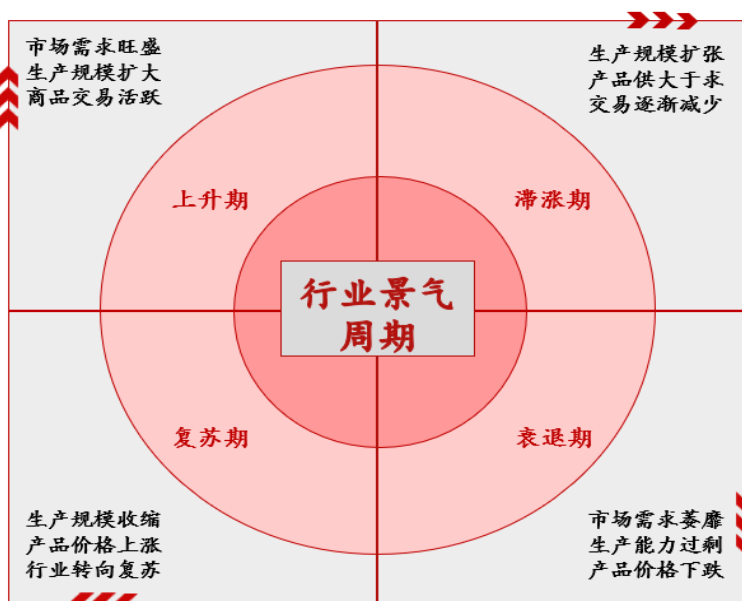 市场需求旺盛
生产规模扩大
商品交易活跃
生产规模扩张
产品供大于求
交易逐渐减少
上升期
滞涨期
行业景气
周期
复苏期
衰退期
生产规模收缩
产品价格上涨
行业转向复苏
市场需求萎靡
生产能力过剩
产品价格下跌